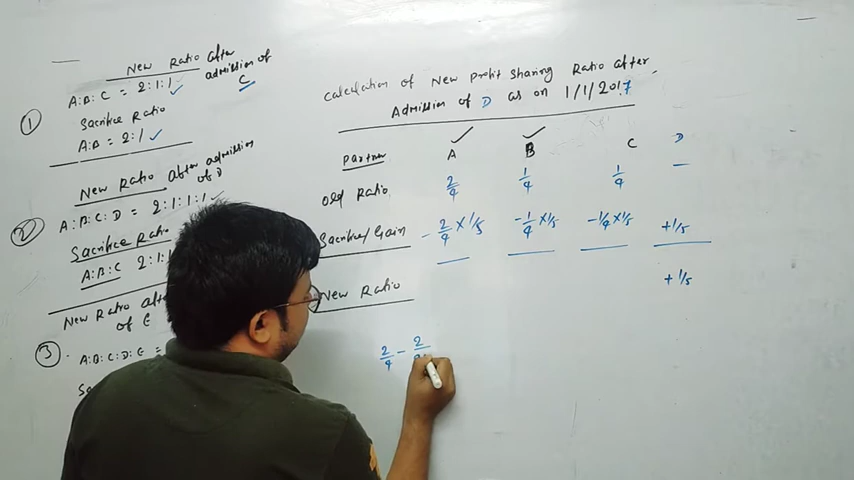 New Ratio after
admission of
C
① A:B:C = 2:1:1
Sacrifice Ratio
A:B = 2:1
New Ratio After admission
of D
② A:B:C:D = 2:1:1:1
Sacrifice Ratio
A:B:C 2:1:
New Ratio
of E
③ A:B:C:D:E =
Calculation of New Profit Sharing Ratio after
Admission of D as on 1/1/2017
Partner A B C D
Old Ratio 2/4 1/4 1/4 —
Sacrifice/Gain - 2/4 X 1/5 - 1/4 X 1/5 - 1/4 X 1/5 + 1/5
New Ratio + 1/5
2/4 - 2